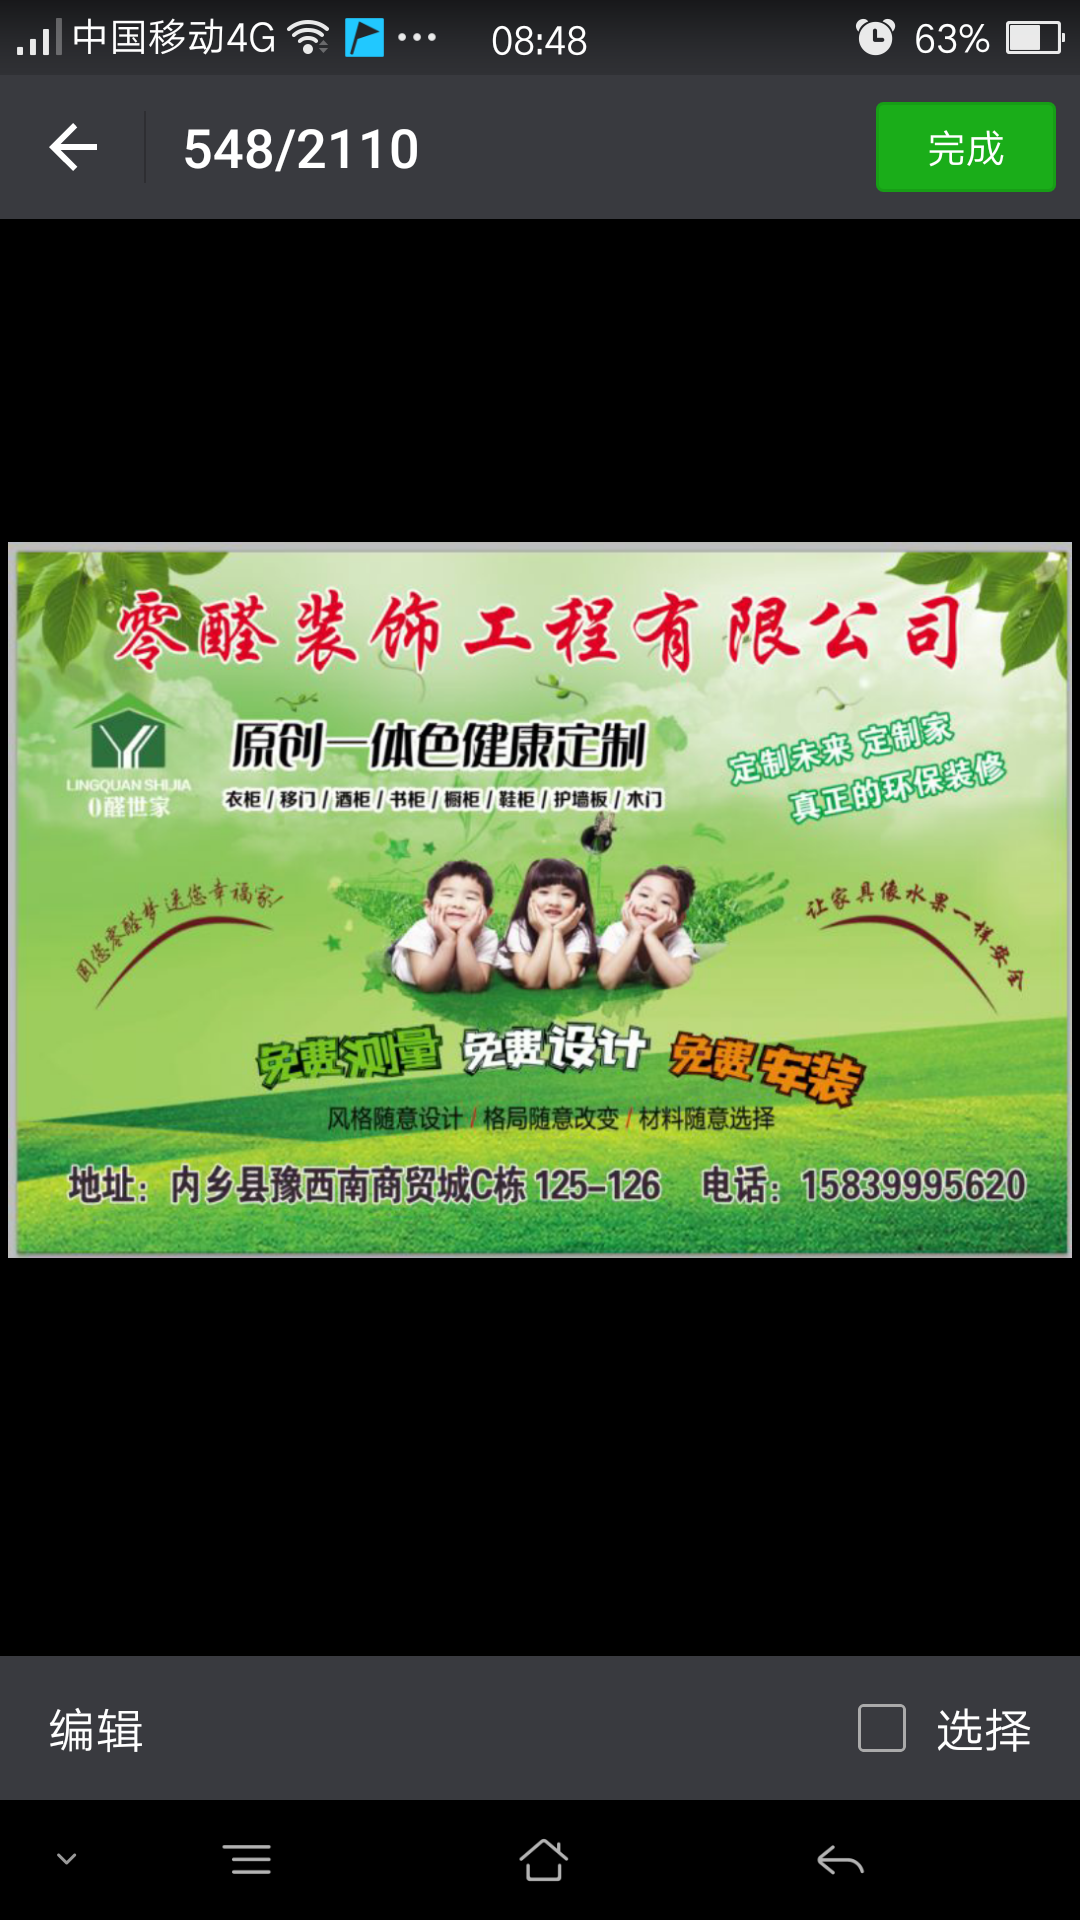 中国移动4G ··· 08:48 63%
548/2110 完成
零醛装饰工程有限公司
LINGQUAN SHIJIA
0醛世家
原创一体色健康定制
衣柜/移门/酒柜/书柜/橱柜/鞋柜/护墙板/木门
定制未来 定制家
真正的环保装修
圆您零醛梦 送您幸福家
让家具像水果一样安全
免费测量 免费设计 免费安装
风格随意设计/格局随意改变/材料随意选择
地址：内乡县豫西南商贸城C栋 125-126 电话：15839995620
编辑 选择